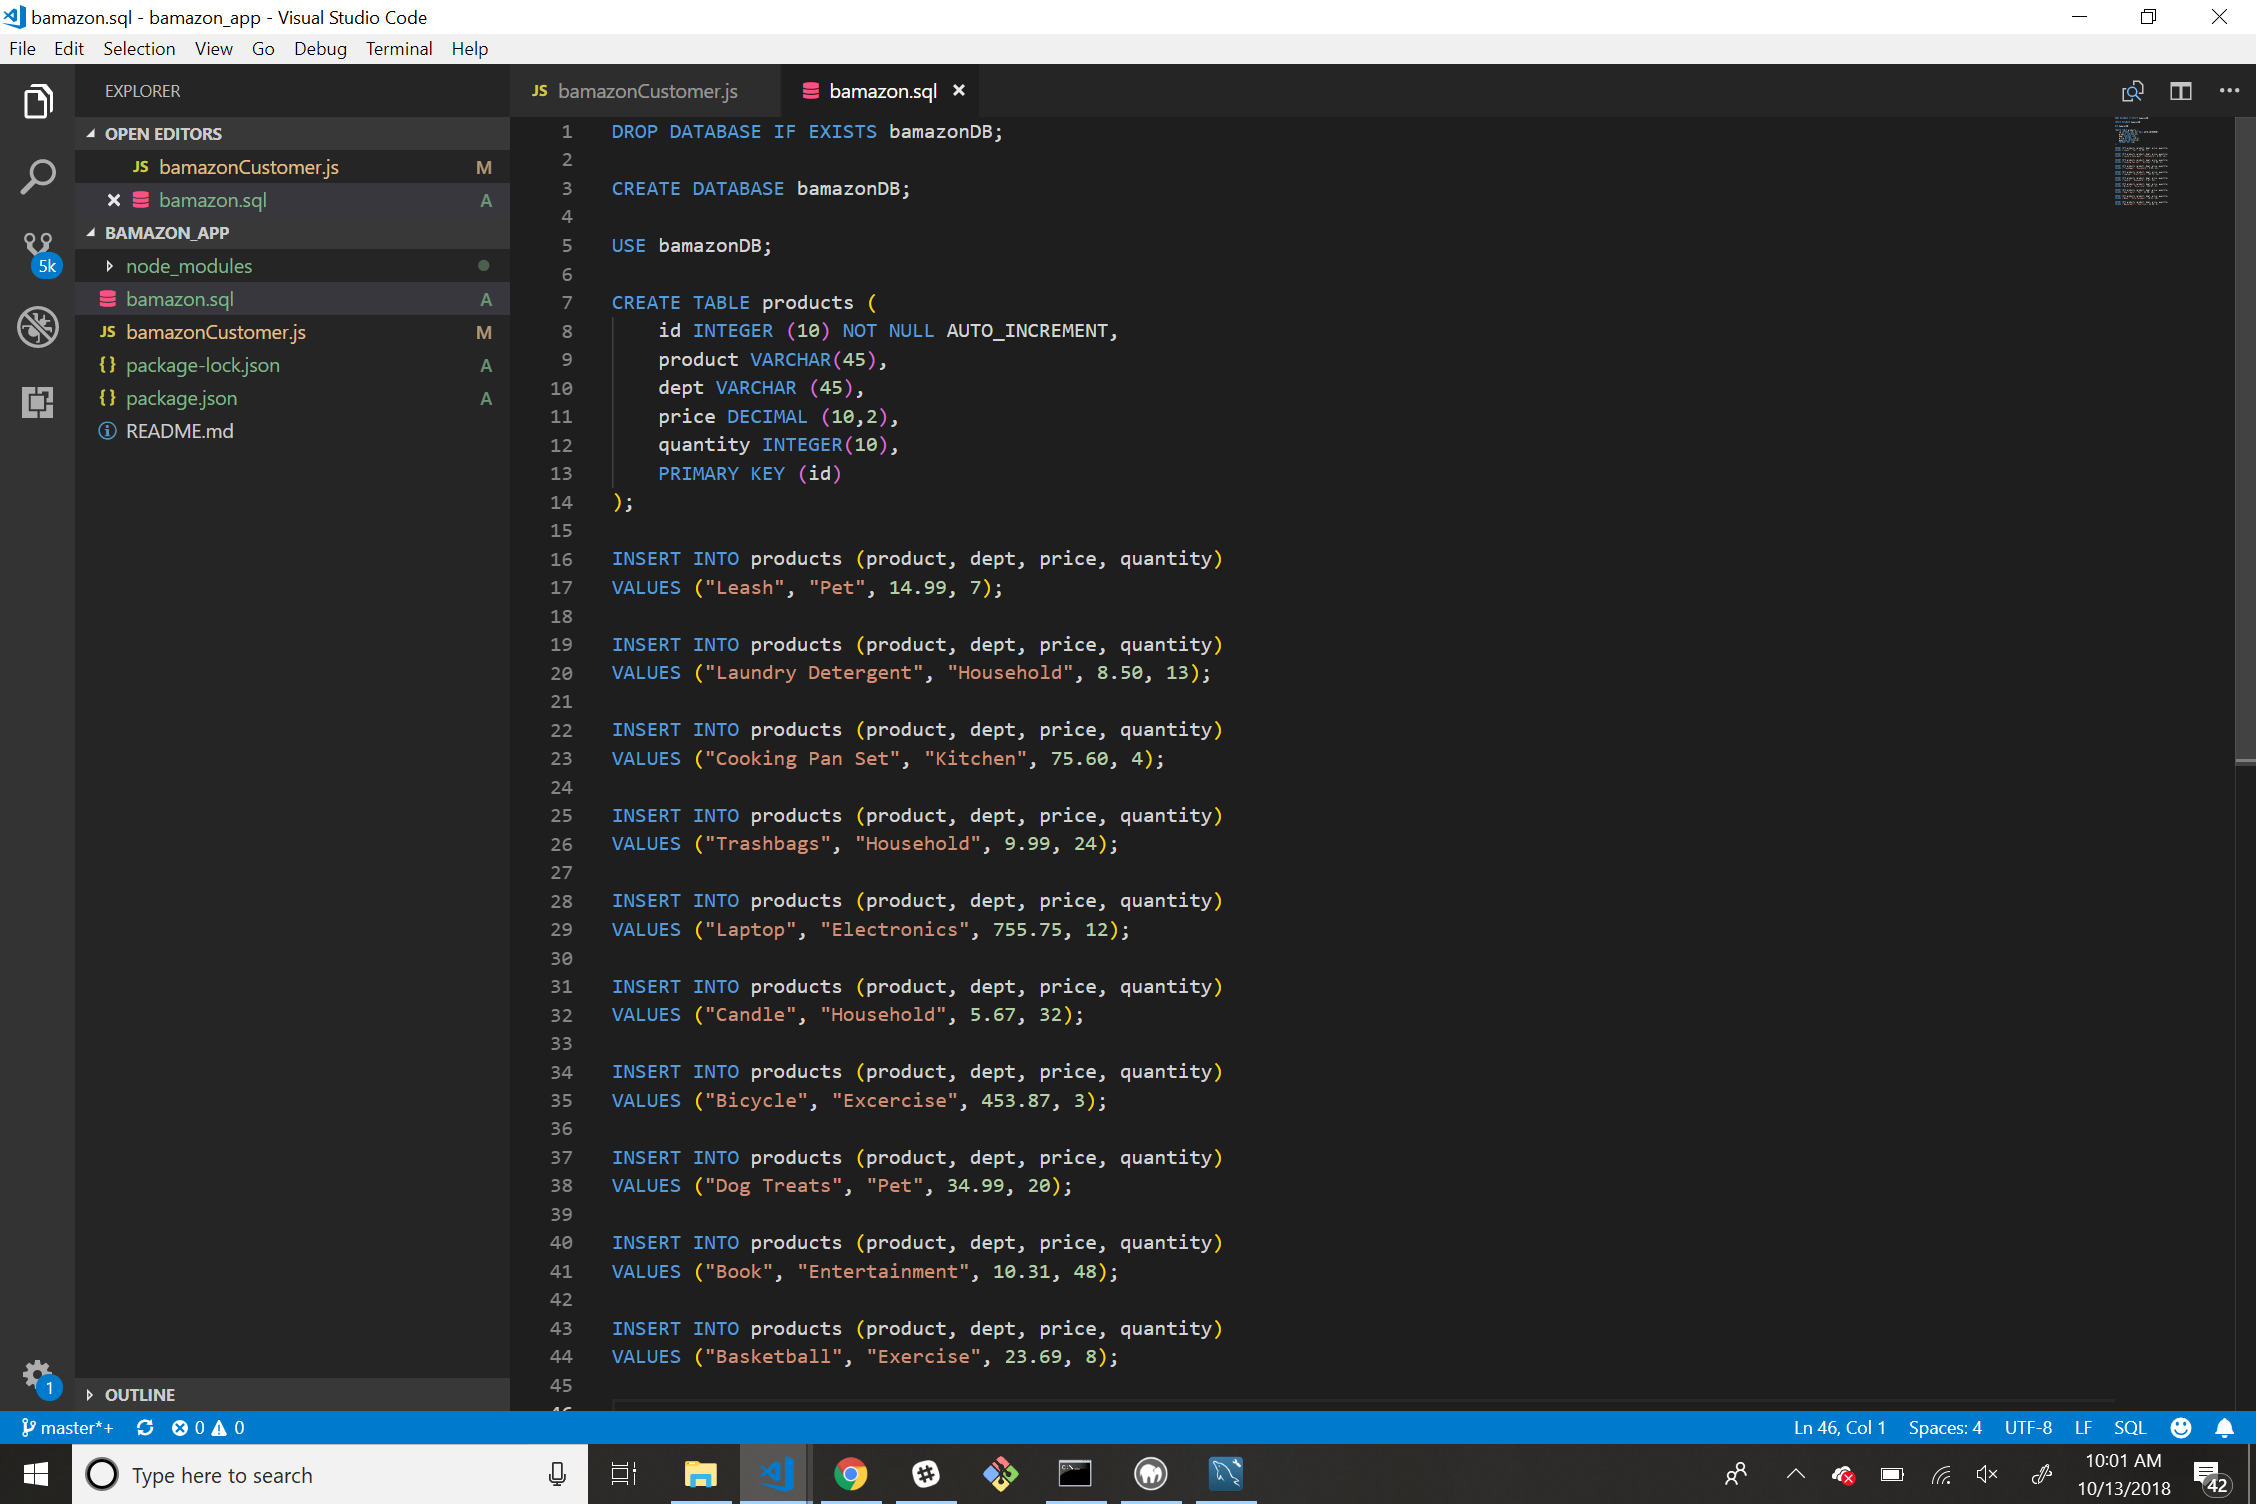 bamazon.sql - bamazon_app - Visual Studio Code
File Edit Selection View Go Debug Terminal Help
EXPLORER
OPEN EDITORS
JS bamazonCustomer.js M
bamazon.sql A
BAMAZON_APP
node_modules
bamazon.sql A
JS bamazonCustomer.js M
{} package-lock.json A
{} package.json A
README.md
OUTLINE
5k
1
JS bamazonCustomer.js bamazon.sql
1 DROP DATABASE IF EXISTS bamazonDB;
2
3 CREATE DATABASE bamazonDB;
4
5 USE bamazonDB;
6
7 CREATE TABLE products (
8 id INTEGER (10) NOT NULL AUTO_INCREMENT,
9 product VARCHAR(45),
10 dept VARCHAR (45),
11 price DECIMAL (10,2),
12 quantity INTEGER(10),
13 PRIMARY KEY (id)
14 );
15
16 INSERT INTO products (product, dept, price, quantity)
17 VALUES ("Leash", "Pet", 14.99, 7);
18
19 INSERT INTO products (product, dept, price, quantity)
20 VALUES ("Laundry Detergent", "Household", 8.50, 13);
21
22 INSERT INTO products (product, dept, price, quantity)
23 VALUES ("Cooking Pan Set", "Kitchen", 75.60, 4);
24
25 INSERT INTO products (product, dept, price, quantity)
26 VALUES ("Trashbags", "Household", 9.99, 24);
27
28 INSERT INTO products (product, dept, price, quantity)
29 VALUES ("Laptop", "Electronics", 755.75, 12);
30
31 INSERT INTO products (product, dept, price, quantity)
32 VALUES ("Candle", "Household", 5.67, 32);
33
34 INSERT INTO products (product, dept, price, quantity)
35 VALUES ("Bicycle", "Excercise", 453.87, 3);
36
37 INSERT INTO products (product, dept, price, quantity)
38 VALUES ("Dog Treats", "Pet", 34.99, 20);
39
40 INSERT INTO products (product, dept, price, quantity)
41 VALUES ("Book", "Entertainment", 10.31, 48);
42
43 INSERT INTO products (product, dept, price, quantity)
44 VALUES ("Basketball", "Exercise", 23.69, 8);
45
master*+ 0 0 Ln 46, Col 1 Spaces: 4 UTF-8 LF SQL
Type here to search
10:01 AM
10/13/2018
42